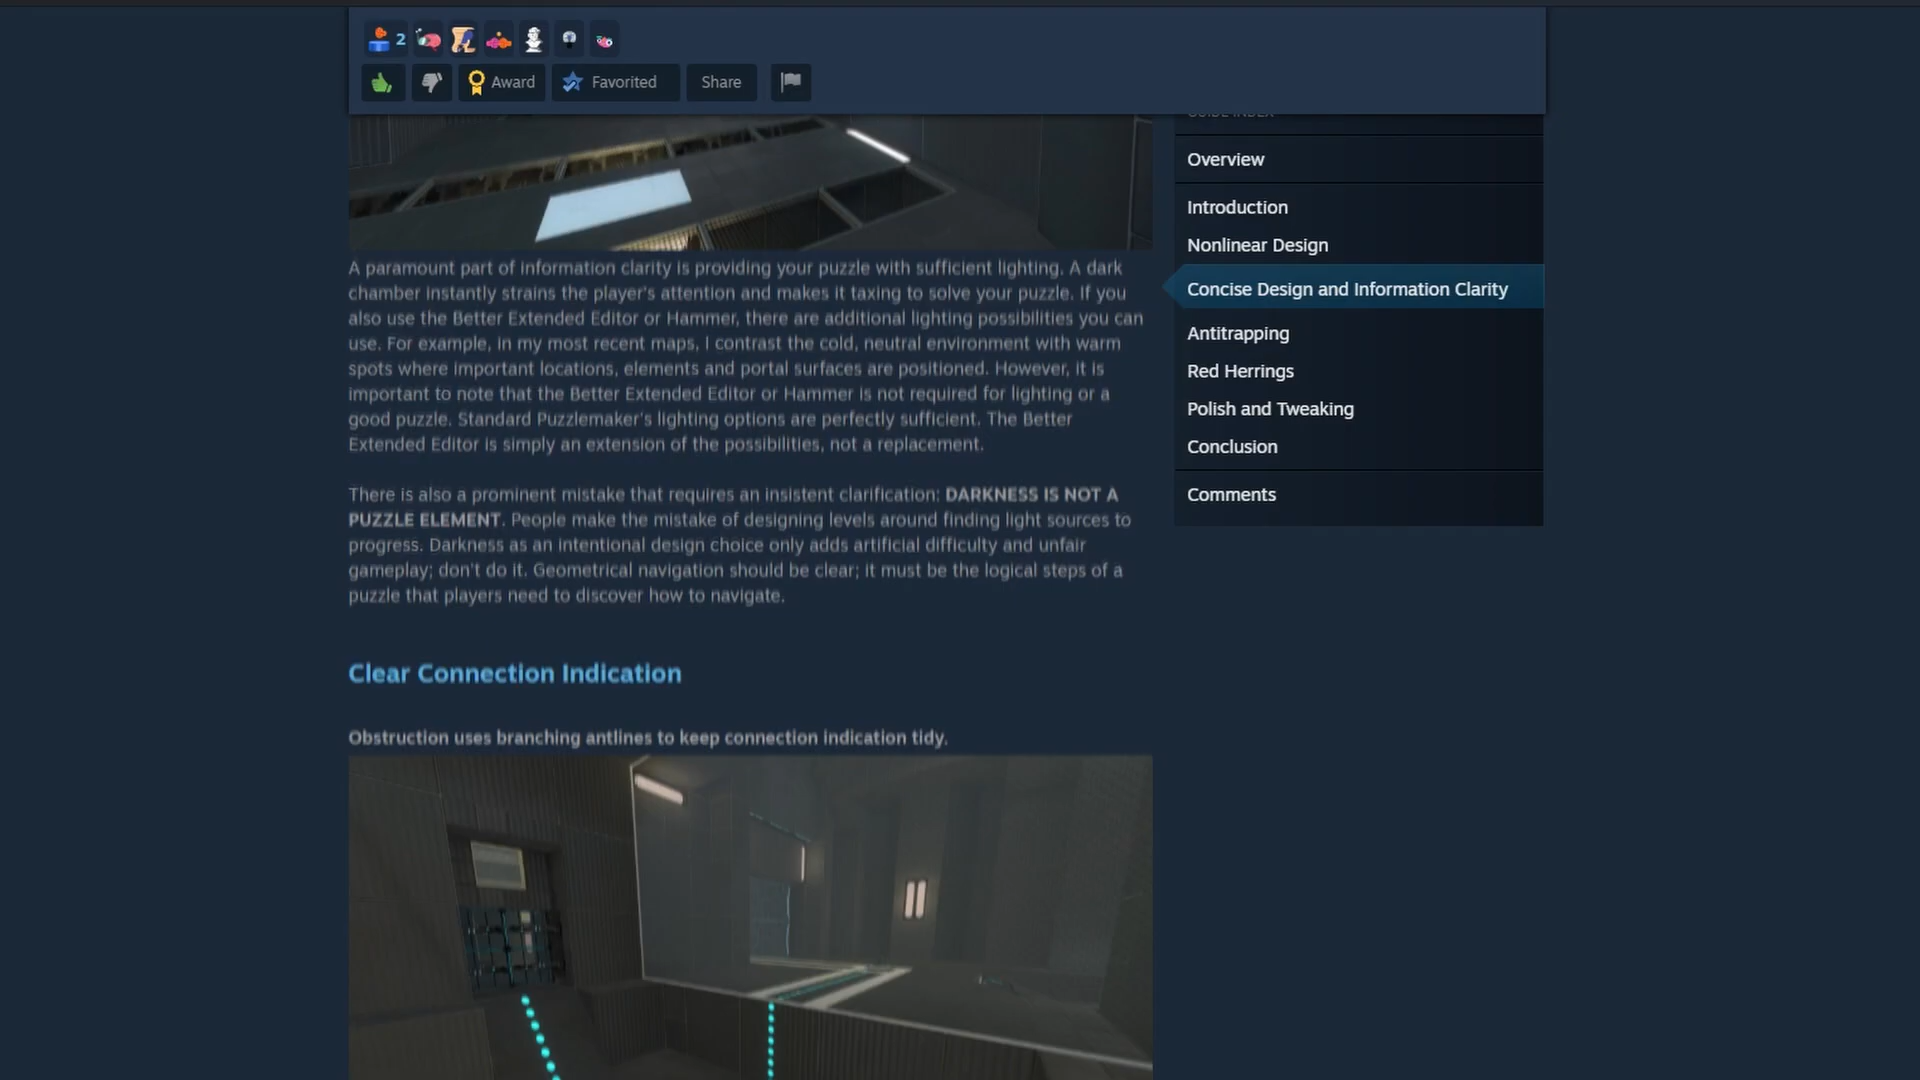 2
Award
Favorited
Share
GUIDE INDEX
Overview
Introduction
Nonlinear Design
Concise Design and Information Clarity
Antitrapping
Red Herrings
Polish and Tweaking
Conclusion
Comments
A paramount part of information clarity is providing your puzzle with sufficient lighting. A dark
chamber instantly strains the player's attention and makes it taxing to solve your puzzle. If you
also use the Better Extended Editor or Hammer, there are additional lighting possibilities you can
use. For example, in my most recent maps, I contrast the cold, neutral environment with warm
spots where important locations, elements and portal surfaces are positioned. However, it is
important to note that the Better Extended Editor or Hammer is not required for lighting or a
good puzzle. Standard Puzzlemaker's lighting options are perfectly sufficient. The Better
Extended Editor is simply an extension of the possibilities, not a replacement.
There is also a prominent mistake that requires an insistent clarification: DARKNESS IS NOT A
PUZZLE ELEMENT. People make the mistake of designing levels around finding light sources to
progress. Darkness as an intentional design choice only adds artificial difficulty and unfair
gameplay; don't do it. Geometrical navigation should be clear; it must be the logical steps of a
puzzle that players need to discover how to navigate.
Clear Connection Indication
Obstruction uses branching antlines to keep connection indication tidy.